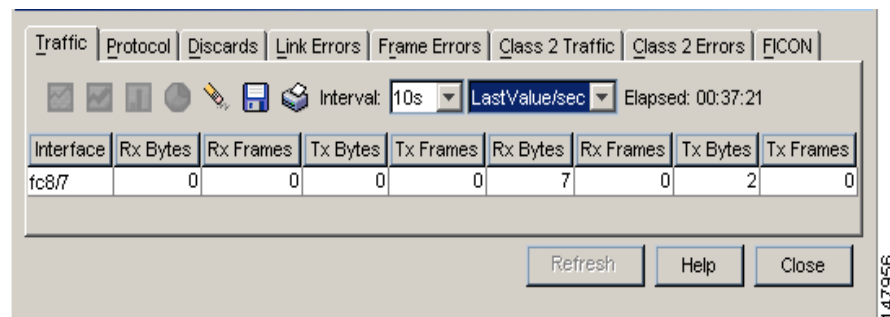 Traffic Protocol Discards Link Errors Frame Errors Class 2 Traffic Class 2 Errors FICON
Interval: 10s LastValue/sec Elapsed: 00:37:21
Interface Rx Bytes Rx Frames Tx Bytes Tx Frames Rx Bytes Rx Frames Tx Bytes Tx Frames
fc8/7 0 0 0 0 7 0 2 0
Refresh Help Close
147956